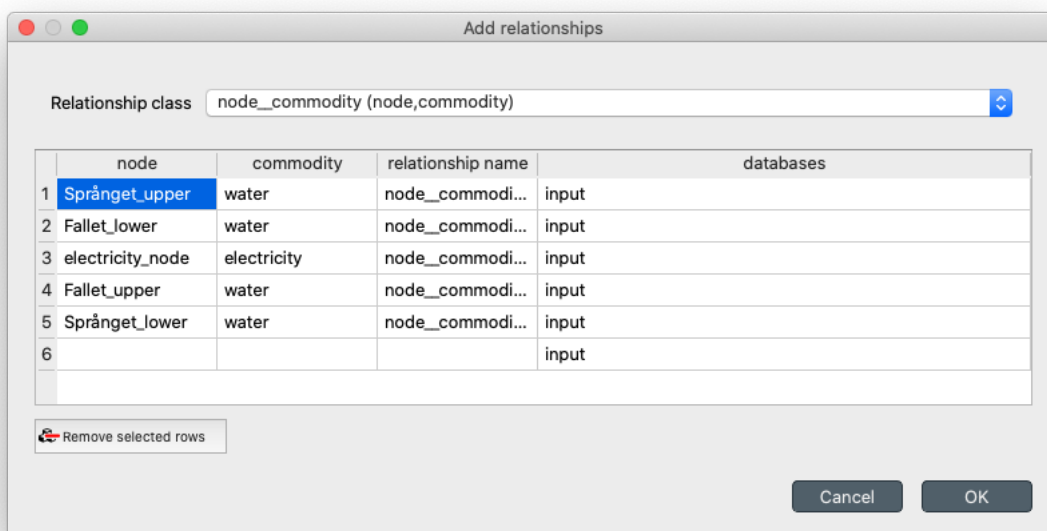 Add relationships
Relationship class node__commodity (node,commodity)
node commodity relationship name databases
1 Språnget_upper water node__commodi... input
2 Fallet_lower water node__commodi... input
3 electricity_node electricity node__commodi... input
4 Fallet_upper water node__commodi... input
5 Språnget_lower water node__commodi... input
6 input
Remove selected rows
Cancel OK